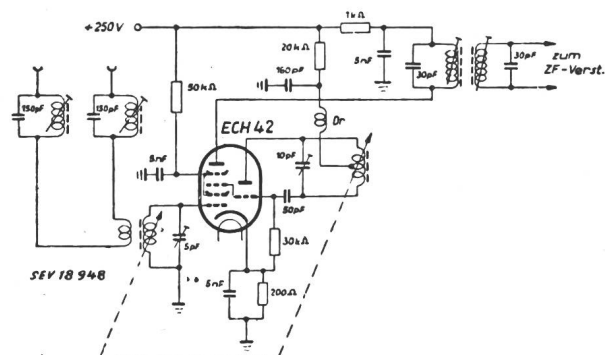 +250V
1kΩ
20kΩ
5nF
30pF
30pF
zum
ZF-Verst.
160pF
50kΩ
150pF
150pF
Dr
ECH 42
5nF
10pF
50pF
5pF
30kΩ
SEV 18 948
5nF
200Ω